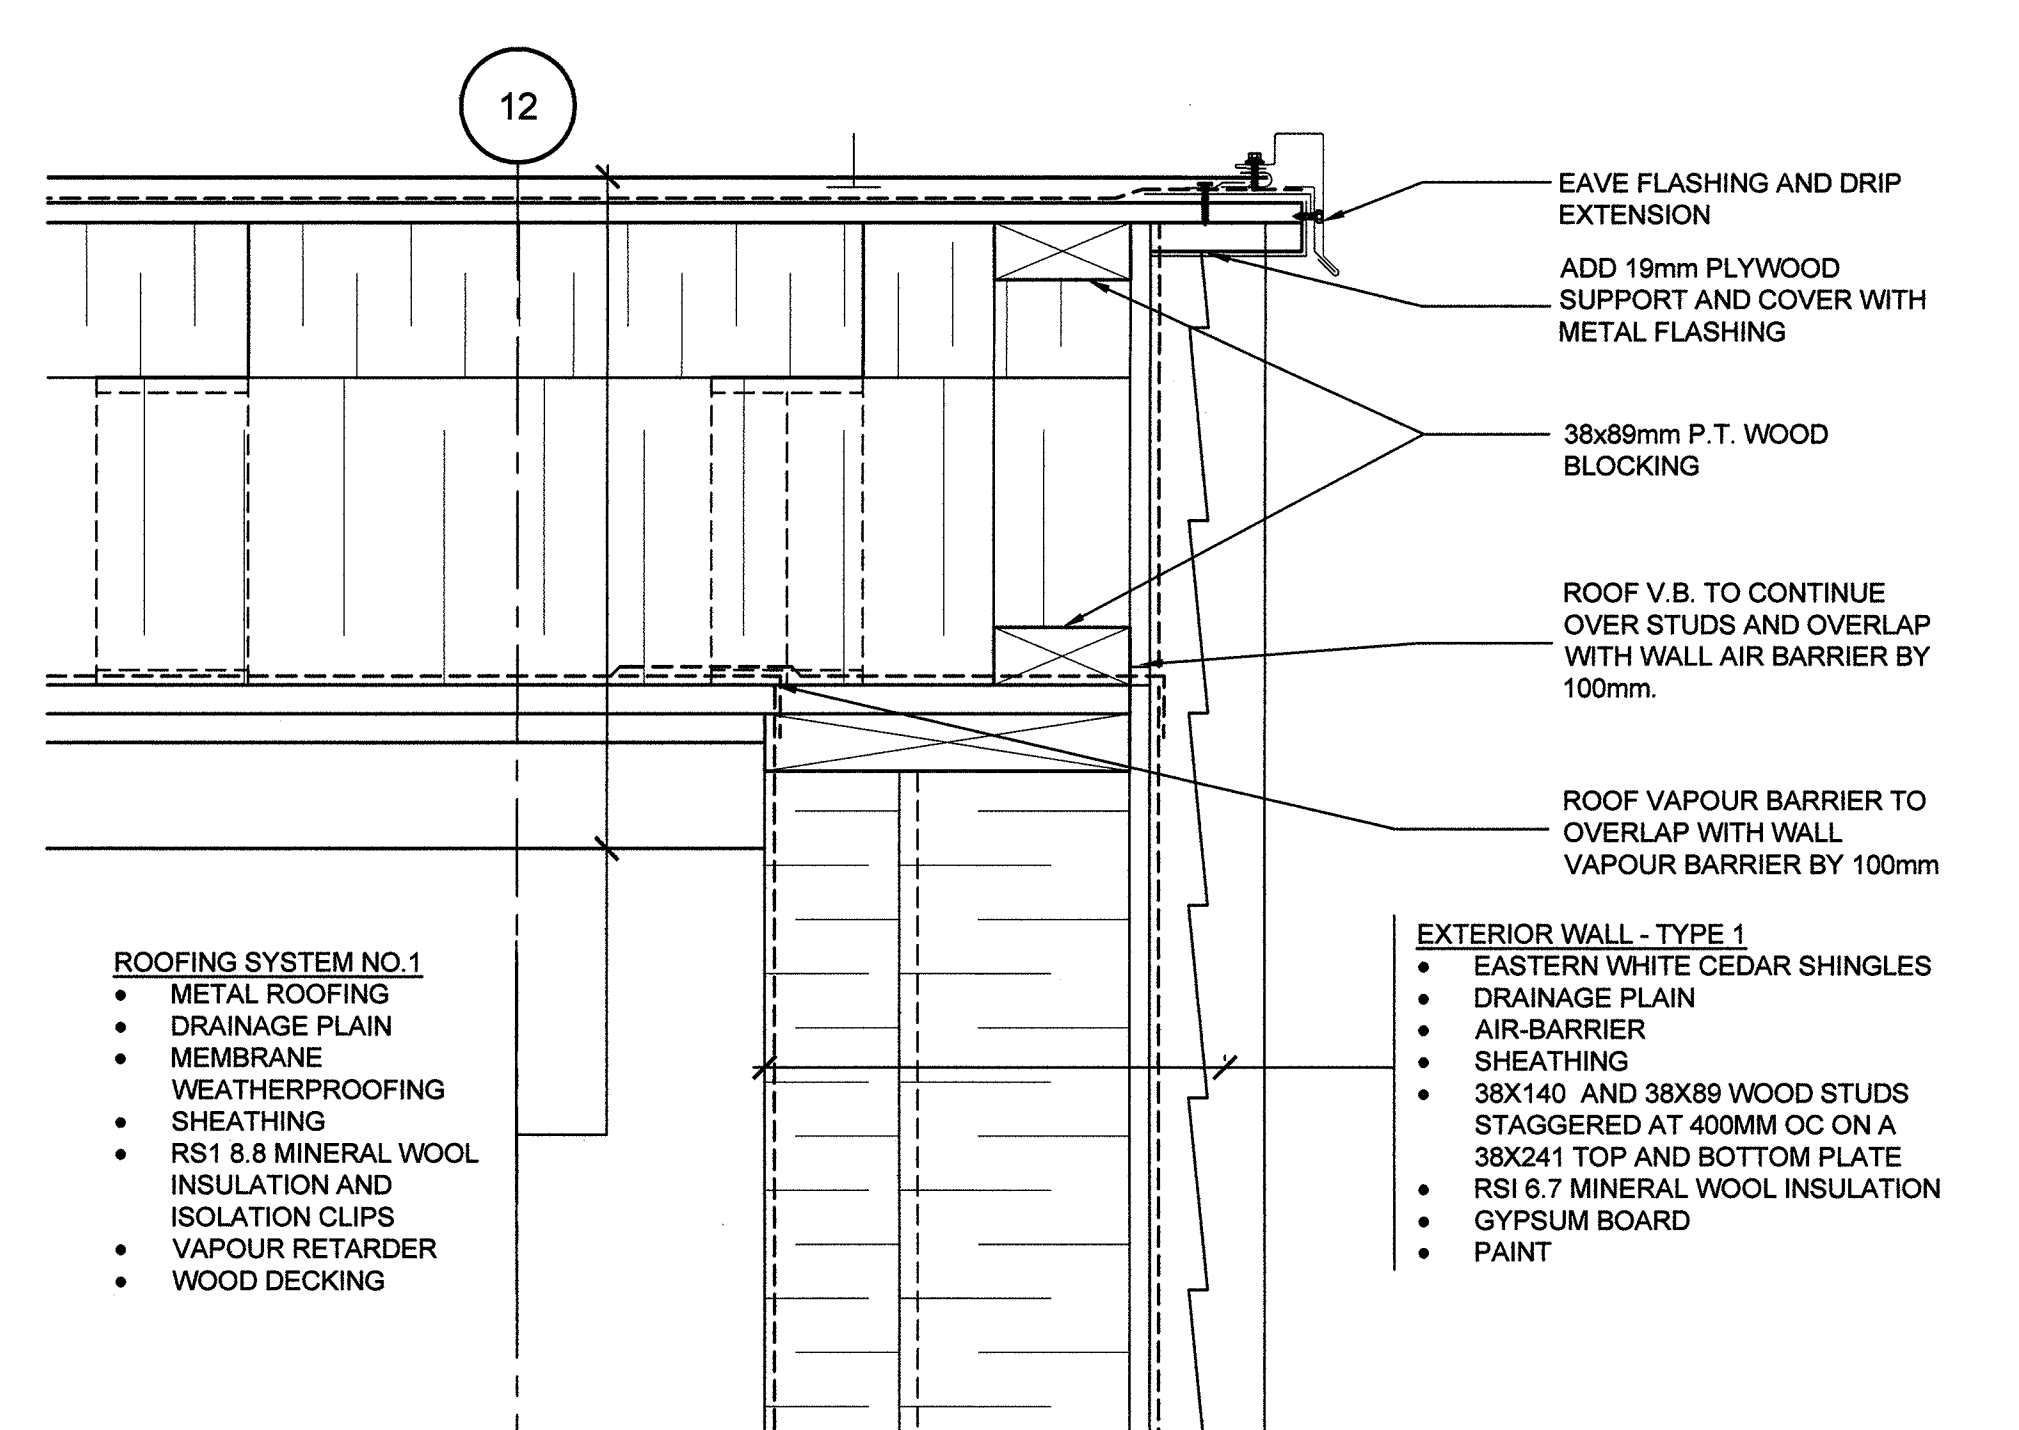 12
EAVE FLASHING AND DRIP
EXTENSION
ADD 19mm PLYWOOD
SUPPORT AND COVER WITH
METAL FLASHING
38x89mm P.T. WOOD
BLOCKING
ROOF V.B. TO CONTINUE
OVER STUDS AND OVERLAP
WITH WALL AIR BARRIER BY
100mm.
ROOF VAPOUR BARRIER TO
OVERLAP WITH WALL
VAPOUR BARRIER BY 100mm
ROOFING SYSTEM NO.1
• METAL ROOFING
• DRAINAGE PLAIN
• MEMBRANE
WEATHERPROOFING
• SHEATHING
• RS1 8.8 MINERAL WOOL
INSULATION AND
ISOLATION CLIPS
• VAPOUR RETARDER
• WOOD DECKING
EXTERIOR WALL - TYPE 1
• EASTERN WHITE CEDAR SHINGLES
• DRAINAGE PLAIN
• AIR-BARRIER
• SHEATHING
• 38X140 AND 38X89 WOOD STUDS
STAGGERED AT 400MM OC ON A
38X241 TOP AND BOTTOM PLATE
• RSI 6.7 MINERAL WOOL INSULATION
• GYPSUM BOARD
• PAINT